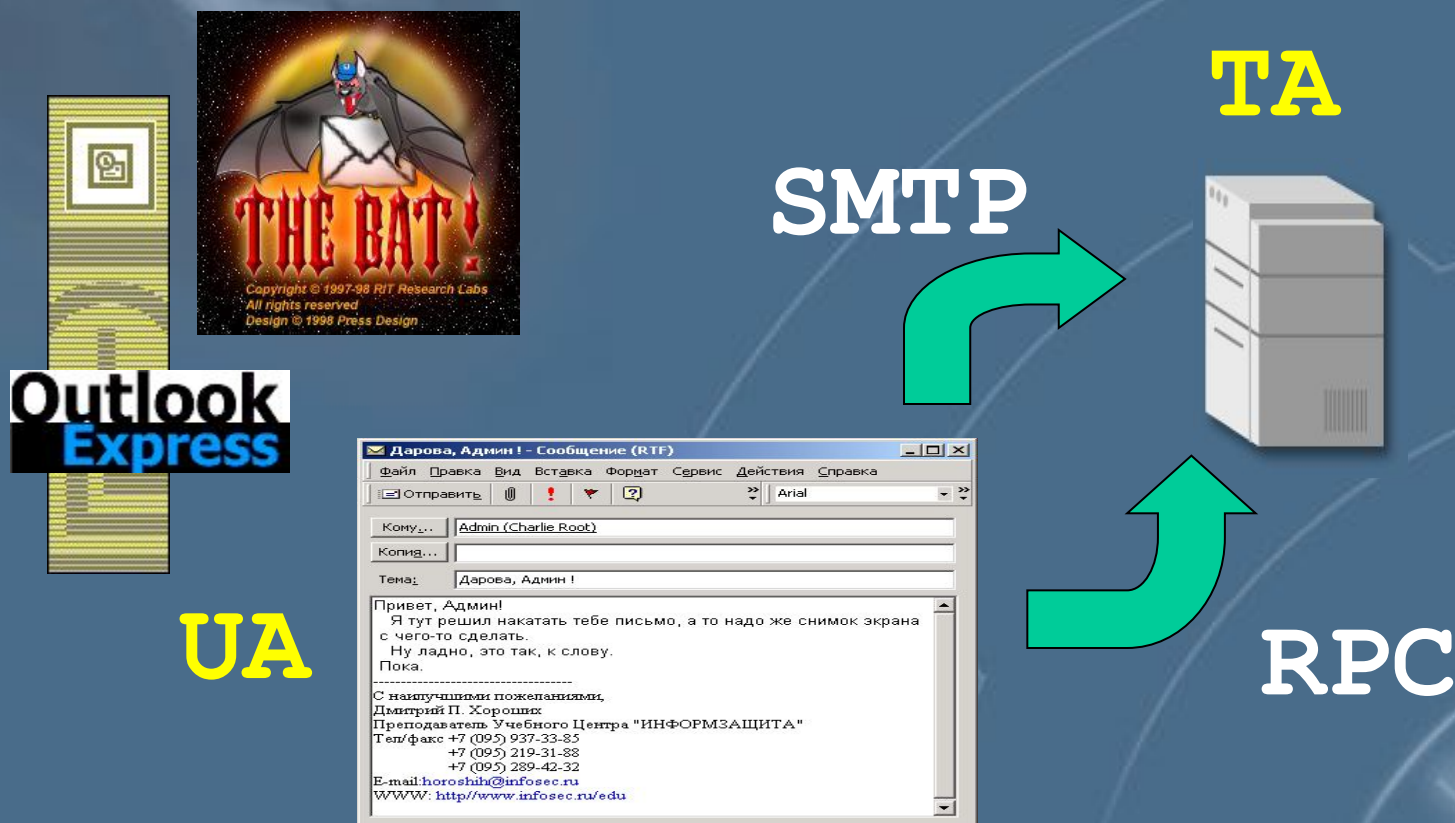 THE BAT!
Copyright © 1997-98 RIT Research Labs
All rights reserved
Design © 1998 Press Design
Outlook
Express
UA
TA
SMTP
RPC
Дарова, Админ ! - Сообщение (RTF)
Файл Правка Вид Вставка Формат Сервис Действия Справка
Отправить Arial
Кому... Admin (Charlie Root)
Копия...
Тема: Дарова, Админ !
Привет, Админ!
Я тут решил накатать тебе письмо, а то надо же снимок экрана
с чего-то сделать.
Ну ладно, это так, к слову.
Пока.
----------------------------------
С наилучшими пожеланиями,
Дмитрий П. Хороших
Преподаватель Учебного Центра "ИНФОРМЗАЩИТА"
Тел/факс +7 (095) 937-33-85
+7 (095) 219-31-88
+7 (095) 289-42-32
E-mail:horoshih@infosec.ru
WWW: http//www.infosec.ru/edu